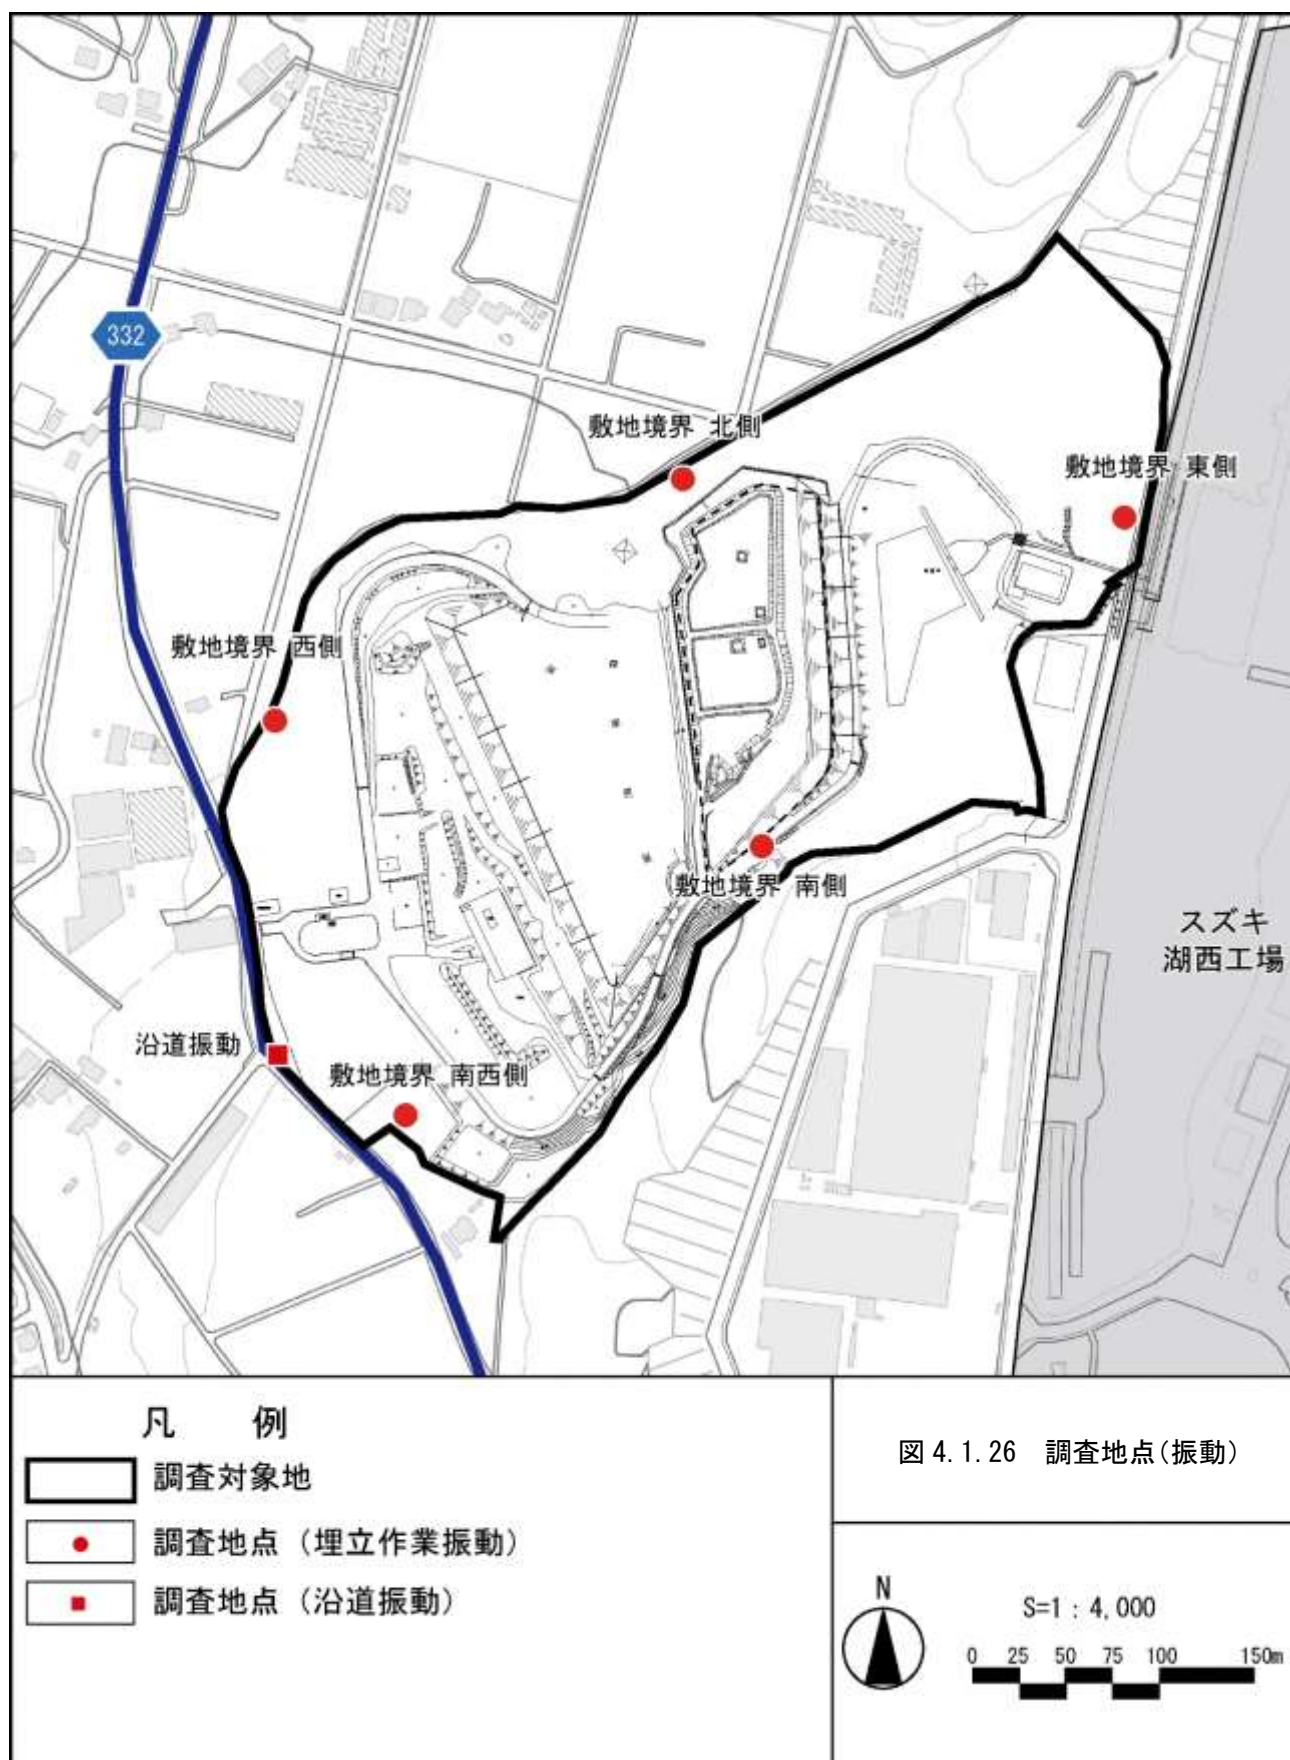 332
敷地境界 北側
敷地境界 東側
敷地境界 西側
敷地境界 南側
スズキ
湖西工場
沿道振動
敷地境界 南西側
凡 例
調査対象地
調査地点（埋立作業振動）
調査地点（沿道振動）
図 4.1.26 調査地点(振動)
N
S=1 : 4,000
0 25 50 75 100 150m